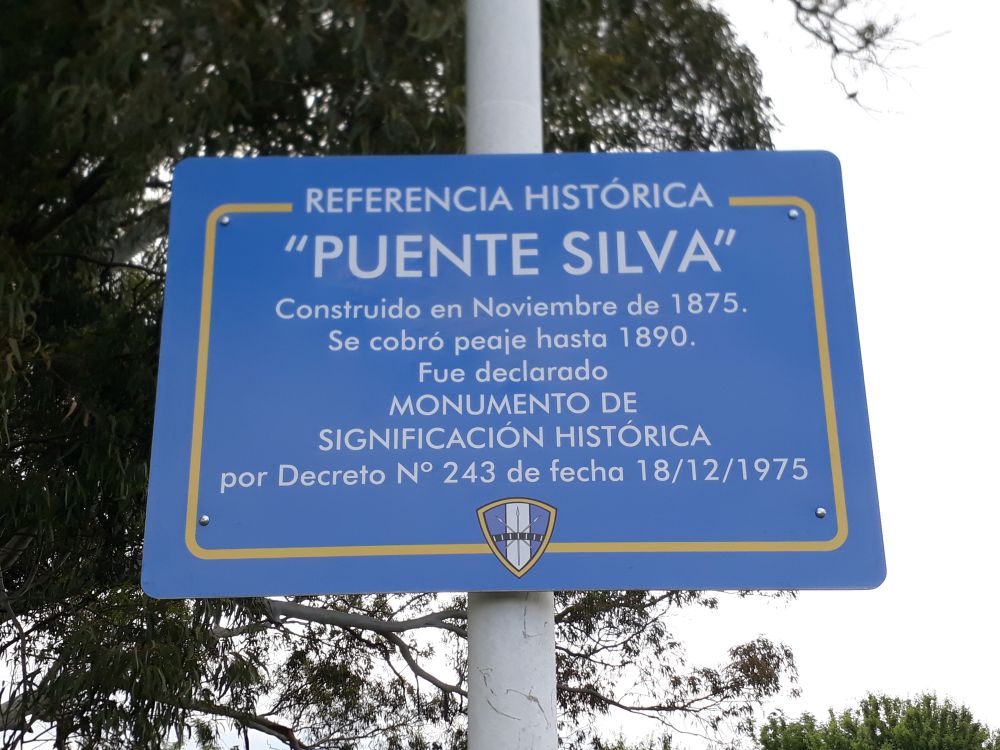 REFERENCIA HISTÓRICA
“PUENTE SILVA”
Construido en Noviembre de 1875.
Se cobró peaje hasta 1890.
Fue declarado
MONUMENTO DE
SIGNIFICACIÓN HISTÓRICA
por Decreto Nº 243 de fecha 18/12/1975